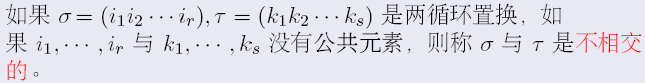 如果 σ = (i₁i₂ ··· iᵣ), τ = (k₁k₂ ··· kₛ) 是两循环置换，如
果 i₁, ··· , iᵣ 与 k₁, ··· , kₛ 没有公共元素，则称 σ 与 τ 是不相交
的。